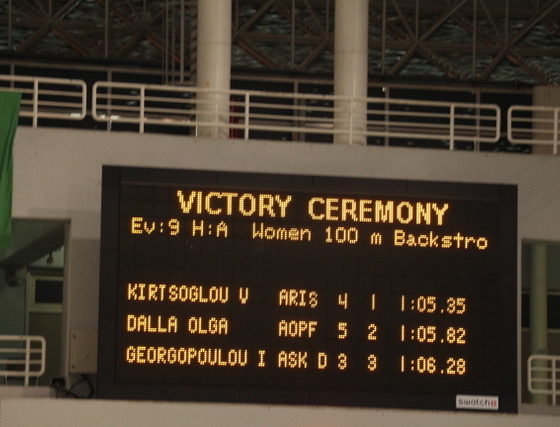 VICTORY CEREMONY
Ev:9 H:A Women 100 m Backstro
KIRTSOGLOU V ARIS 4 1 1:05.35
DALLA OLGA AOPF 5 2 1:05.82
GEORGOPOULOU I ASK D 3 3 1:06.28
swatch